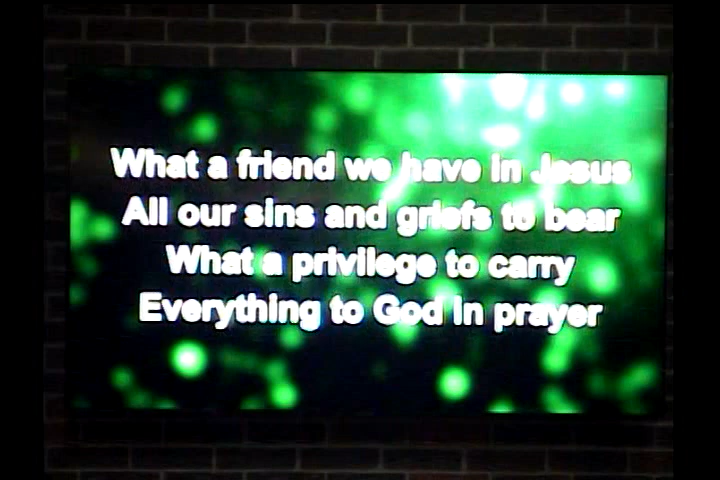 What a friend we have in Jesus
All our sins and griefs to bear
What a privilege to carry
Everything to God in prayer